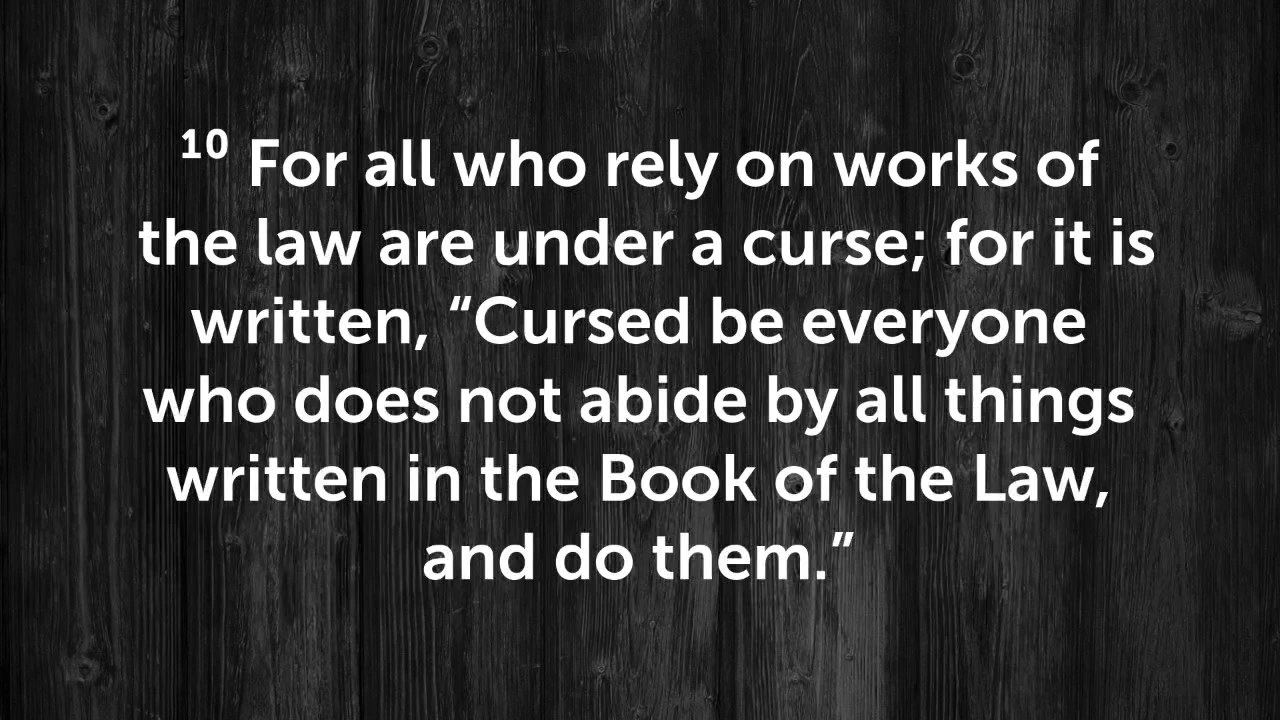 ¹⁰ For all who rely on works of
the law are under a curse; for it is
written, “Cursed be everyone
who does not abide by all things
written in the Book of the Law,
and do them.”